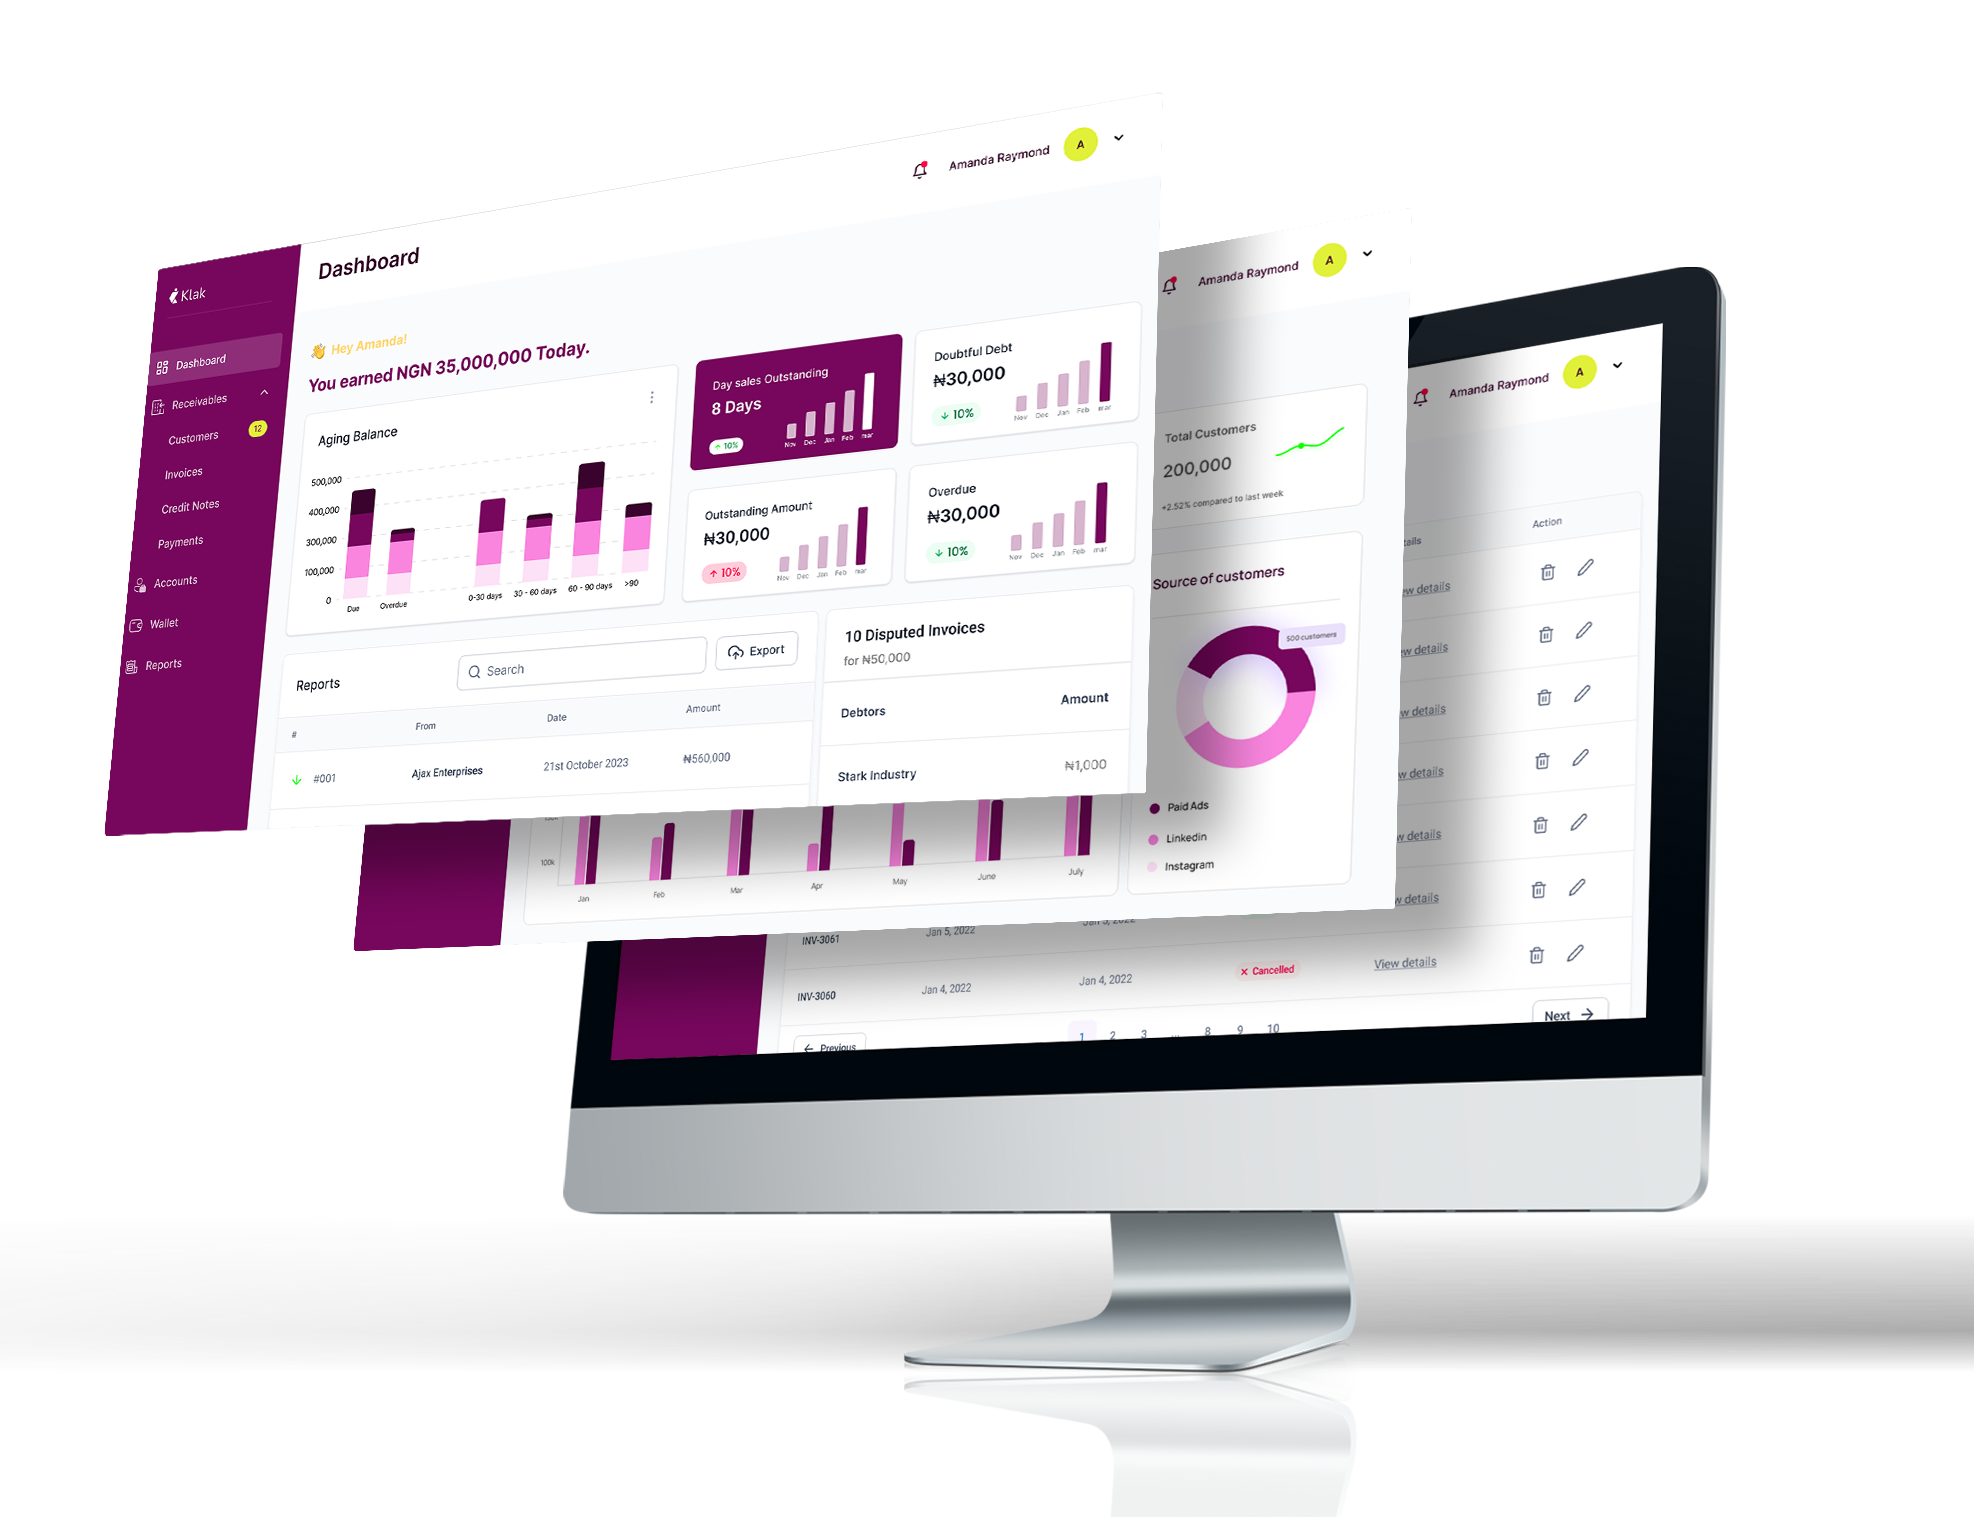 Amanda Raymond
A
Dashboard
Klak
Dashboard
Receivables
Customers
12
Invoices
Credit Notes
Payments
Accounts
Wallet
Reports
👋 Hey Amanda!
You earned NGN 35,000,000 Today.
Aging Balance
500,000
400,000
300,000
100,000
0
Due
Overdue
0-30 days
30 - 60 days
60 - 90 days
>90
Day sales Outstanding
8 Days
↑ 10%
Nov Dec Jan Feb mar
Doubtful Debt
₦30,000
↓ 10%
Nov Dec Jan Feb mar
Outstanding Amount
₦30,000
↑ 10%
Nov Dec Jan Feb mar
Overdue
₦30,000
↓ 10%
Nov Dec Jan Feb mar
Reports
Search
Export
# From Date Amount
#001 Ajax Enterprises 21st October 2023 ₦560,000
10 Disputed Invoices
for ₦50,000
Debtors Amount
Stark Industry ₦1,000
Amanda Raymond
A
Total Customers
200,000
+2.52% compared to last week
Source of customers
500 customers
Paid Ads
Linkedin
Instagram
100k
Jan Feb Mar Apr May June July
Amanda Raymond
A
Action
details
details
details
details
details
details
INV-3061 Jan 5, 2022 Jan 5, 2022
INV-3060 Jan 4, 2022 Jan 4, 2022 × Cancelled View details
← Previous 1 2 3 ... 8 9 10 Next →